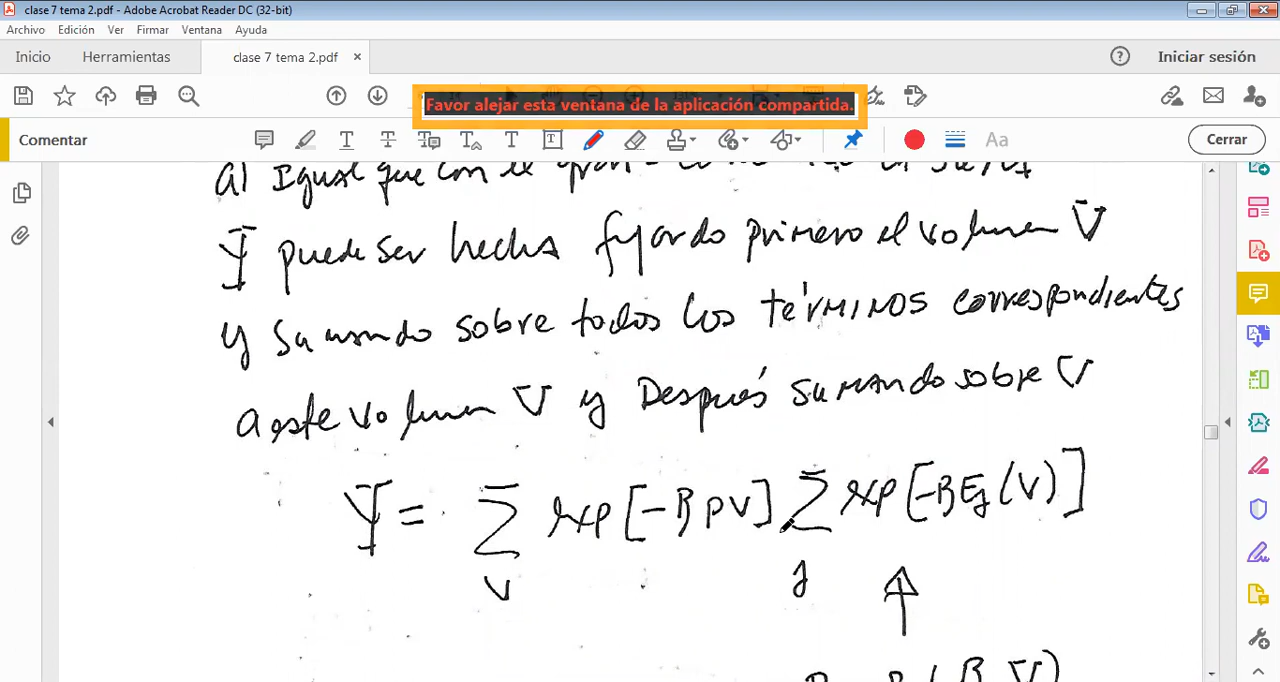 clase 7 tema 2.pdf - Adobe Acrobat Reader DC (32-bit)
Archivo Edición Ver Firmar Ventana Ayuda
Inicio Herramientas clase 7 tema 2.pdf × Iniciar sesión
Favor alejar esta ventana de la aplicación compartida.
Comentar Aa Cerrar
a) Igual que con el gran
Ψ puede ser hecha fijando primero el volumen V
y sumando sobre todos los términos correspondientes
a este volumen V y Después sumando sobre V
Ψ = Σ exp[-β p V] Σ exp[-β Ej (V)]
V j